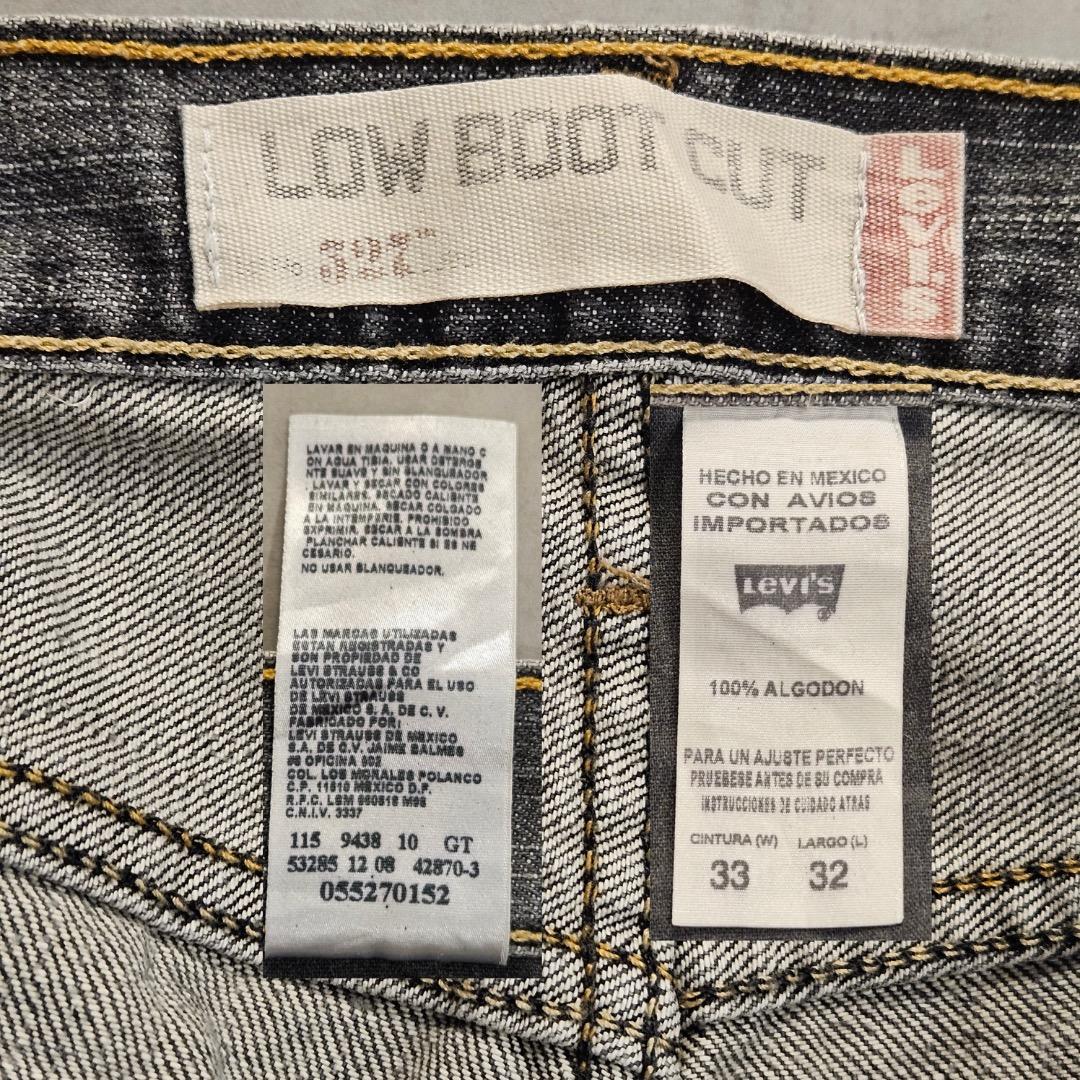 LOW BOOT CUT
LEVI'S
LAVAR EN MAQUINA O A MANO C
ON AGUA TIBIA. USAR DETERGE
NTE SUAVE Y SIN BLANQUEADOR
. LAVAR Y SECAR CON COLORES
SIMILARES. SECADO CALIENTE
EN MAQUINA. SECAR COLGADO
A LA INTEMPERIE. PROHIBIDO
EXPRIMIR. SECAR A LA SOMBRA
PLANCHAR CALIENTE SI ES NE
CESARIO.
NO USAR BLANQUEADOR.
LAS MARCAS UTILIZADAS
ESTAN REGISTRADAS Y
SON PROPIEDAD DE
LEVI STRAUSS & CO
AUTORIZADAS PARA EL USO
DE LEVI STRAUSS
DE MEXICO S.A. DE C.V.
FABRICADO POR:
LEVI STRAUSS DE MEXICO
S.A. DE C.V. JAIME BALMES
#8 OFICINA 902
COL. LOS MORALES POLANCO
C.P. 11510 MEXICO D.F.
R.F.C. LSM
C.N.I.V. 3337
115 9438 10 GT
53285 12 08 42870-3
055270152
HECHO EN MEXICO
CON AVIOS
IMPORTADOS
LEVI'S
100% ALGODON
PARA UN AJUSTE PERFECTO
PRUEBESE ANTES DE SU COMPRA
INSTRUCCIONES DE CUIDADO ATRAS
CINTURA (W) LARGO (L)
33 32